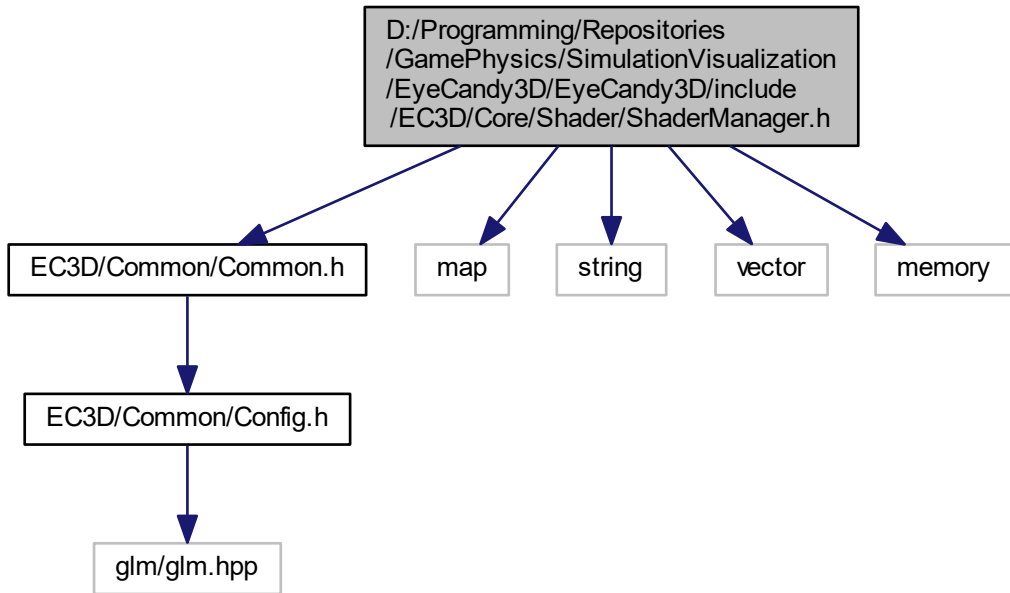 D:/Programming/Repositories
/GamePhysics/SimulationVisualization
/EyeCandy3D/EyeCandy3D/include
/EC3D/Core/Shader/ShaderManager.h
EC3D/Common/Common.h
map
string
vector
memory
EC3D/Common/Config.h
glm/glm.hpp